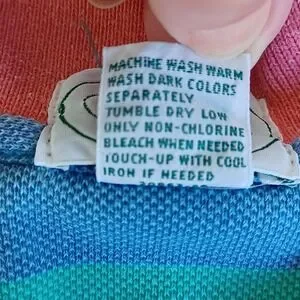 MACHINE WASH WARM
WASH DARK COLORS
SEPARATELY
TUMBLE DRY LOW
ONLY NON-CHLORINE
BLEACH WHEN NEEDED
TOUCH-UP WITH COOL
IRON IF NEEDED